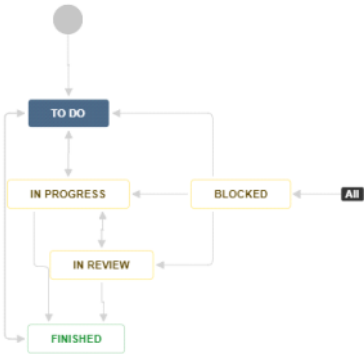 TO DO
IN PROGRESS
BLOCKED
All
IN REVIEW
FINISHED